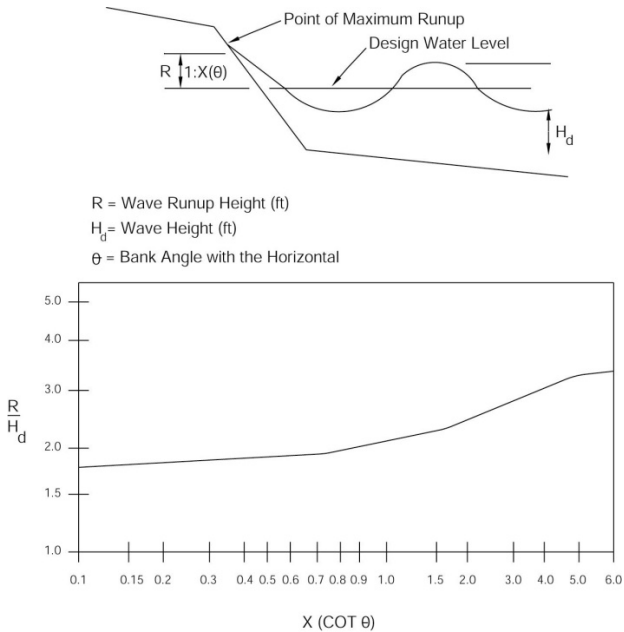 Point of Maximum Runup
Design Water Level
R 1:X(θ)
H_d
R = Wave Runup Height (ft)
H_d= Wave Height (ft)
θ = Bank Angle with the Horizontal
5.0
4.0
3.0
R
H_d
2.0
1.5
1.0
0.1 0.15 0.2 0.3 0.4 0.5 0.6 0.7 0.8 0.9 1.0 1.5 2.0 3.0 4.0 5.0 6.0
X (COT θ)